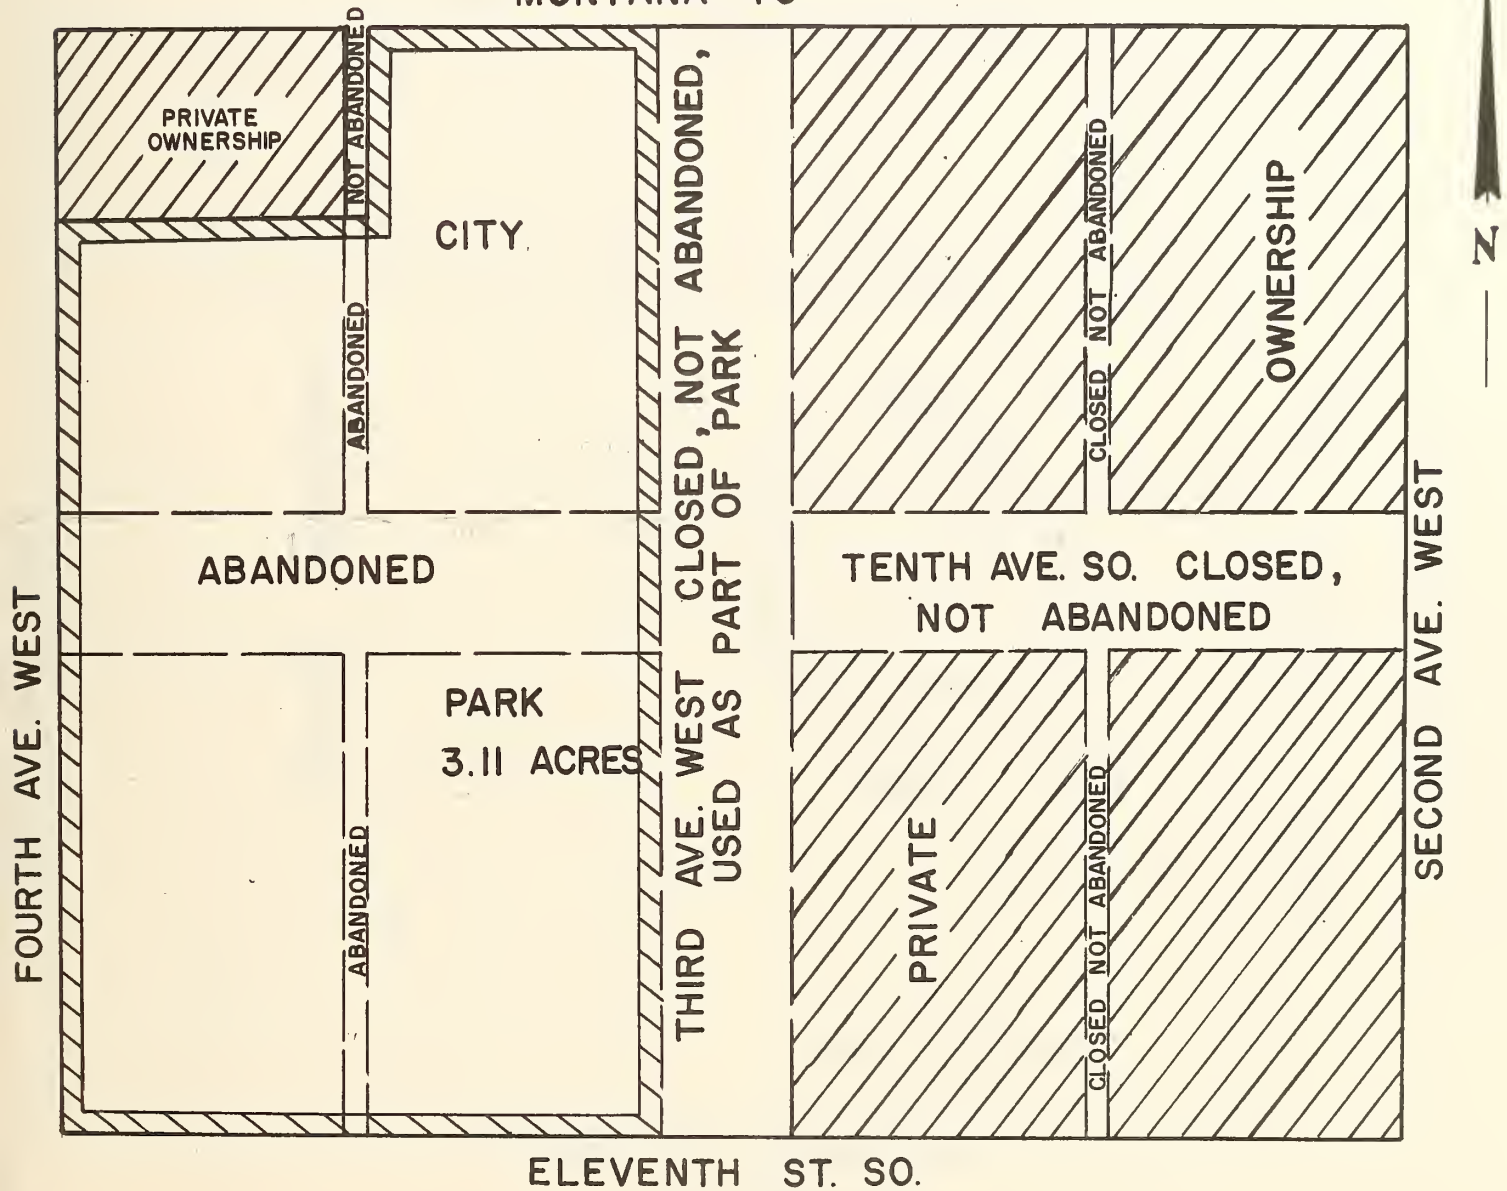 PRIVATE
OWNERSHIP
NOT ABANDONED
CITY
ABANDONED
ABANDONED
PARK
3.11 ACRES
ABANDONED
FOURTH AVE. WEST
THIRD AVE. WEST CLOSED, NOT ABANDONED,
USED AS PART OF PARK
CLOSED NOT ABANDONED
OWNERSHIP
TENTH AVE. SO. CLOSED,
NOT ABANDONED
PRIVATE
CLOSED NOT ABANDONED
SECOND AVE. WEST
N
ELEVENTH ST. SO.